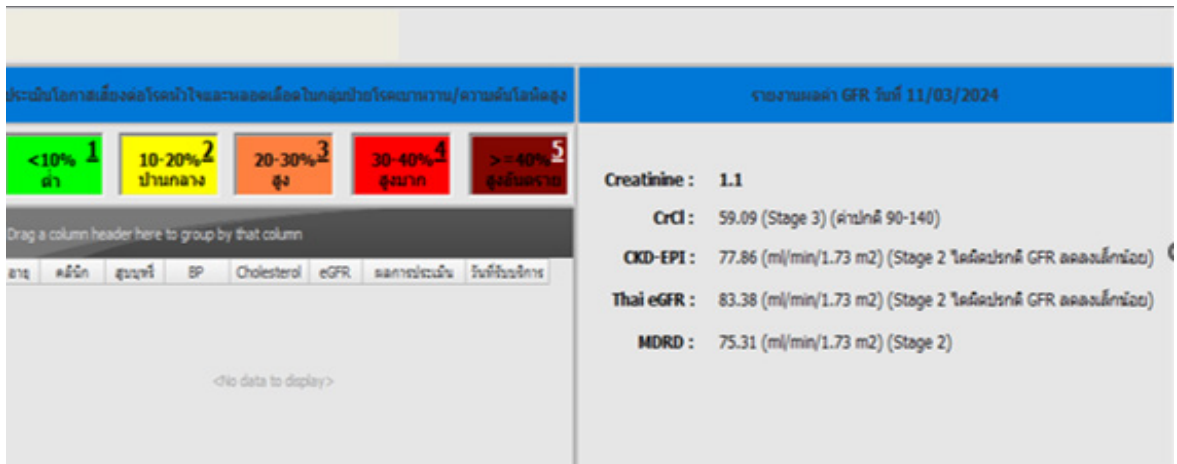 ประเมินโอกาสเสี่ยงต่อโรคหัวใจและหลอดเลือดในกลุ่มป่วยโรคเบาหวาน/ความดันโลหิตสูง
<10% 1
ต่ำ
10-20% 2
ปานกลาง
20-30% 3
สูง
30-40% 4
สูงมาก
>=40% 5
สูงอันตราย
Drag a column header here to group by that column
อายุ คลินิก สูบบุหรี่ BP Cholesterol eGFR ผลการประเมิน วันที่รับบริการ
<No data to display>
รายงานผลค่า GFR วันที่ 11/03/2024
Creatinine : 1.1
CrCl : 59.09 (Stage 3) (ค่าปกติ 90-140)
CKD-EPI : 77.86 (ml/min/1.73 m2) (Stage 2 ไตผิดปรกติ GFR ลดลงเล็กน้อย)
Thai eGFR : 83.38 (ml/min/1.73 m2) (Stage 2 ไตผิดปรกติ GFR ลดลงเล็กน้อย)
MDRD : 75.31 (ml/min/1.73 m2) (Stage 2)